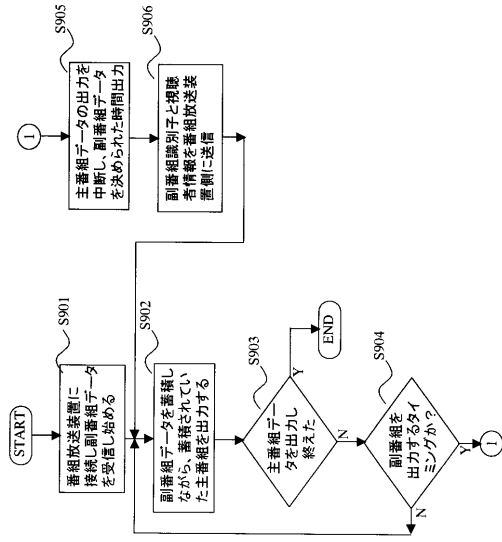 START
S901
番組放送装置に
接続し副番組データ
を受信し始める
S902
副番組データを蓄積し
ながら、蓄積されてい
た主番組を出力する
S903
主番組デー
タを出力し
終えた
Y
END
N
S904
副番組を
出力するタイ
ミングか?
N
Y
1
1
S905
主番組データの出力を
中断し、副番組データ
を決められた時間出力
S906
副番組識別子と視聴
者情報を番組放送装
置側に送信